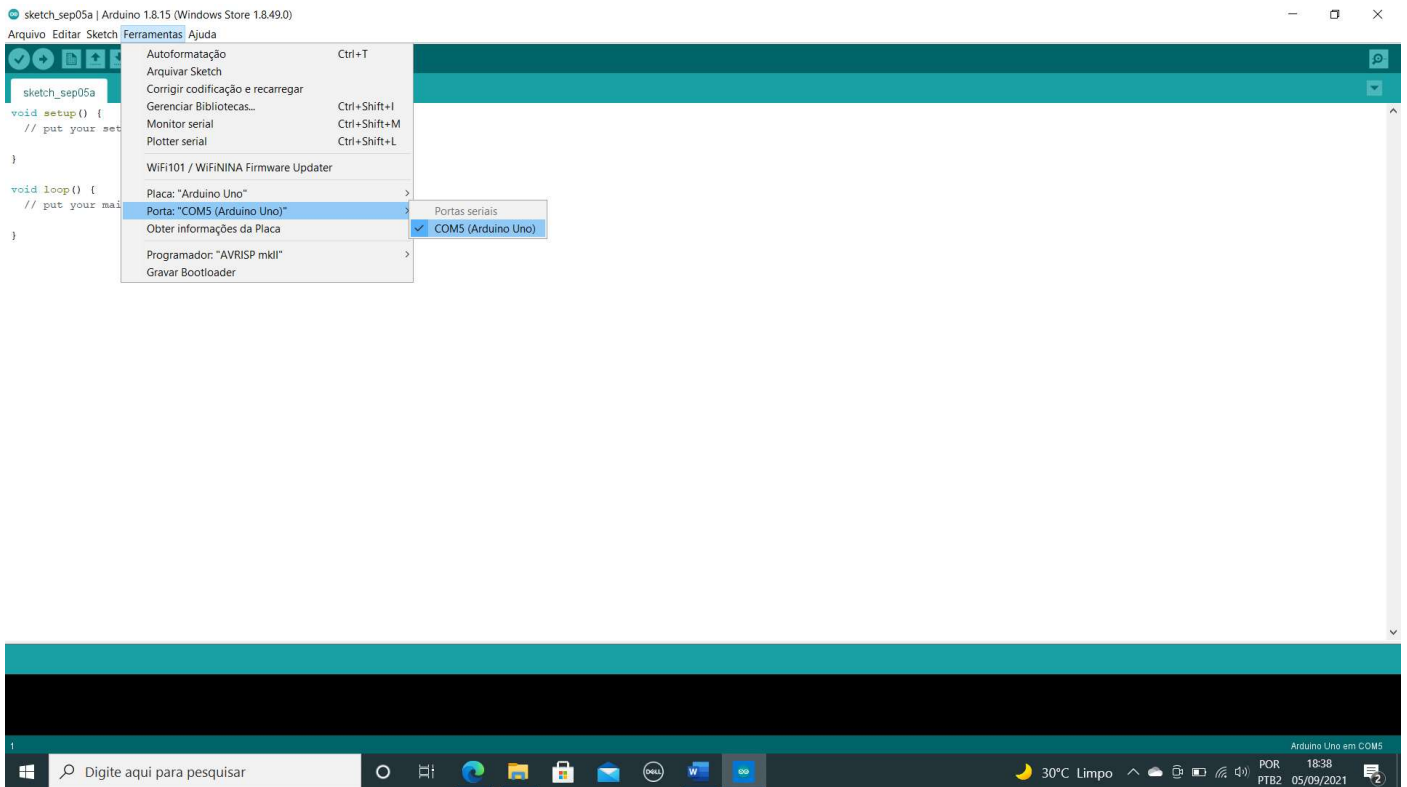 sketch_sep05a | Arduino 1.8.15 (Windows Store 1.8.49.0)
Arquivo Editar Sketch Ferramentas Ajuda
sketch_sep05a
void setup() {
// put your set
}
void loop() {
// put your mai
}
Autoformatação Ctrl+T
Arquivar Sketch
Corrigir codificação e recarregar
Gerenciar Bibliotecas... Ctrl+Shift+I
Monitor serial Ctrl+Shift+M
Plotter serial Ctrl+Shift+L
WiFi101 / WiFiNINA Firmware Updater
Placa: "Arduino Uno"
Porta: "COM5 (Arduino Uno)"
Obter informações da Placa
Programador: "AVRISP mkII"
Gravar Bootloader
Portas seriais
COM5 (Arduino Uno)
1
Arduino Uno em COM5
Digite aqui para pesquisar
DELL
W
30°C Limpo
POR
PTB2
18:38
05/09/2021
2